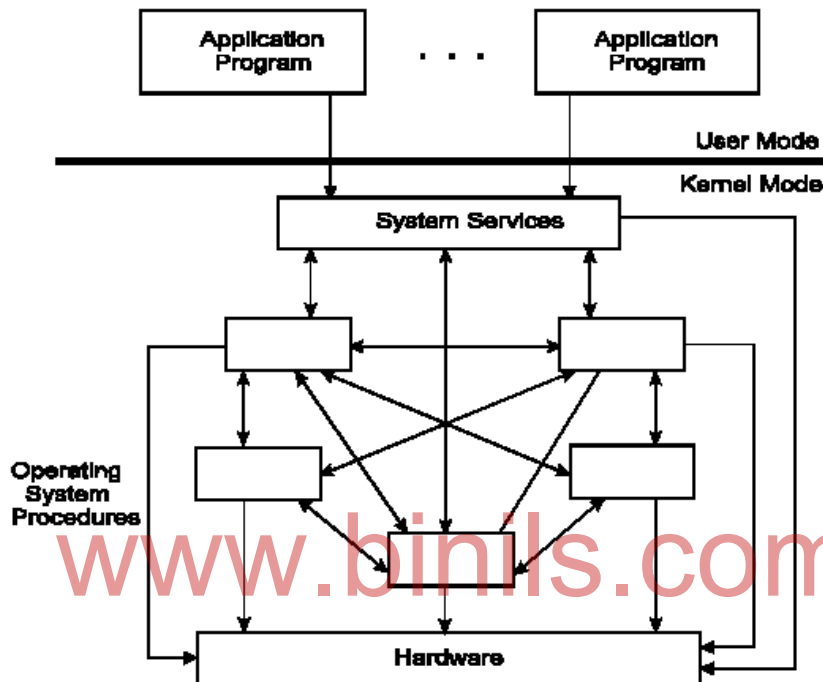 Application
Program
. . .
Application
Program
User Mode
Kernel Mode
System Services
Operating
System
Procedures
www.binils.com
Hardware